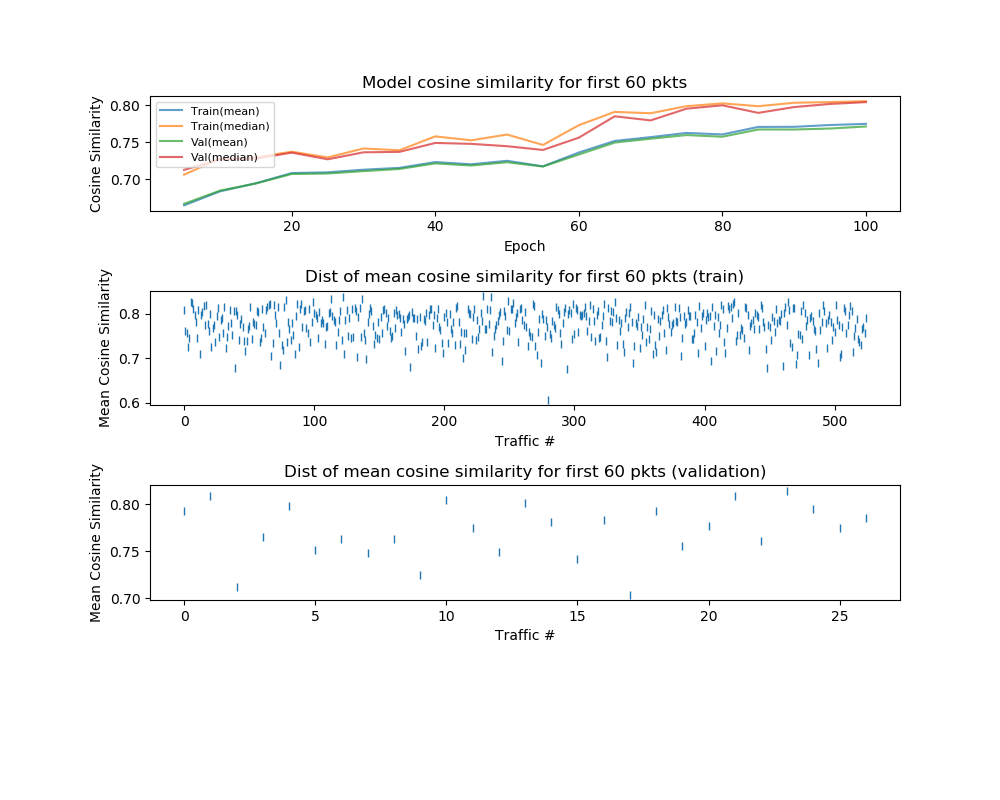 Model cosine similarity for first 60 pkts
Cosine Similarity
0.80
0.75
0.70
Train(mean)
Train(median)
Val(mean)
Val(median)
20 40 60 80 100
Epoch
Dist of mean cosine similarity for first 60 pkts (train)
Mean Cosine Similarity
0.8
0.7
0.6
0 100 200 300 400 500
Traffic #
Dist of mean cosine similarity for first 60 pkts (validation)
Mean Cosine Similarity
0.80
0.75
0.70
0 5 10 15 20 25
Traffic #